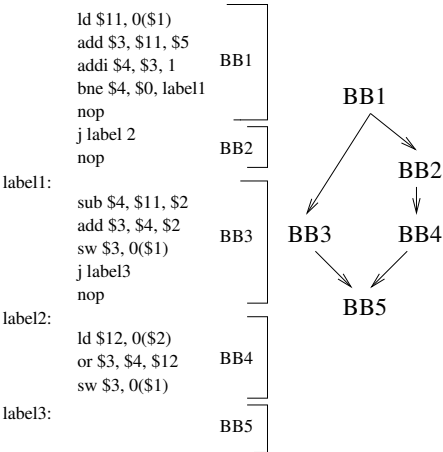 ld $11, 0($1)
add $3, $11, $5
addi $4, $3, 1
bne $4, $0, label1
nop
BB1
j label 2
nop
BB2
label1:
sub $4, $11, $2
add $3, $4, $2
sw $3, 0($1)
j label3
nop
BB3
label2:
ld $12, 0($2)
or $3, $4, $12
sw $3, 0($1)
BB4
label3:
BB5
BB1
BB2
BB3
BB4
BB5